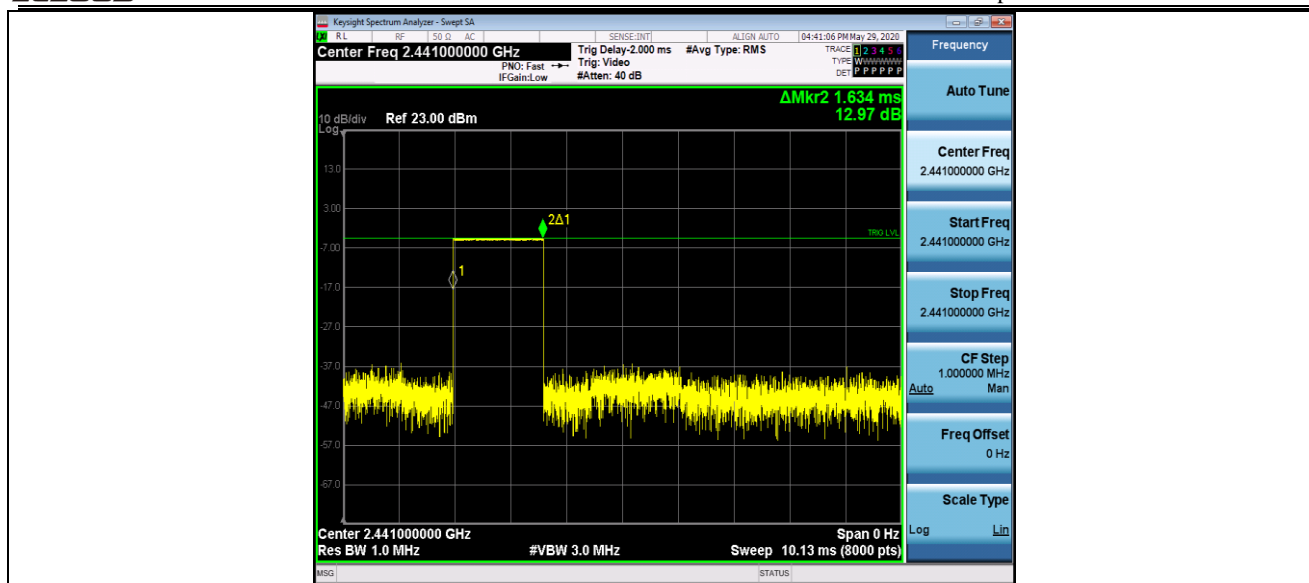 Keysight Spectrum Analyzer - Swept SA
RL RF 50 Ω AC SENSE:INT ALIGN AUTO 04:41:06 PM May 29, 2020
Center Freq 2.441000000 GHz
PNO: Fast
IFGain:Low
Trig Delay-2.000 ms
Trig: Video
#Atten: 40 dB
#Avg Type: RMS
TRACE 1 2 3 4 5 6
TYPE WWWWWW
DET P P P P P P
ΔMkr2 1.634 ms
12.97 dB
10 dB/div Ref 23.00 dBm
Log
13.0
3.00
-7.00
-17.0
-27.0
-37.0
-47.0
-57.0
-67.0
2Δ1
TRIG LVL
1
Center 2.441000000 GHz Span 0 Hz
Res BW 1.0 MHz #VBW 3.0 MHz Sweep 10.13 ms (8000 pts)
MSG STATUS
Frequency
Auto Tune
Center Freq
2.441000000 GHz
Start Freq
2.441000000 GHz
Stop Freq
2.441000000 GHz
CF Step
1.000000 MHz
Auto Man
Freq Offset
0 Hz
Scale Type
Log Lin